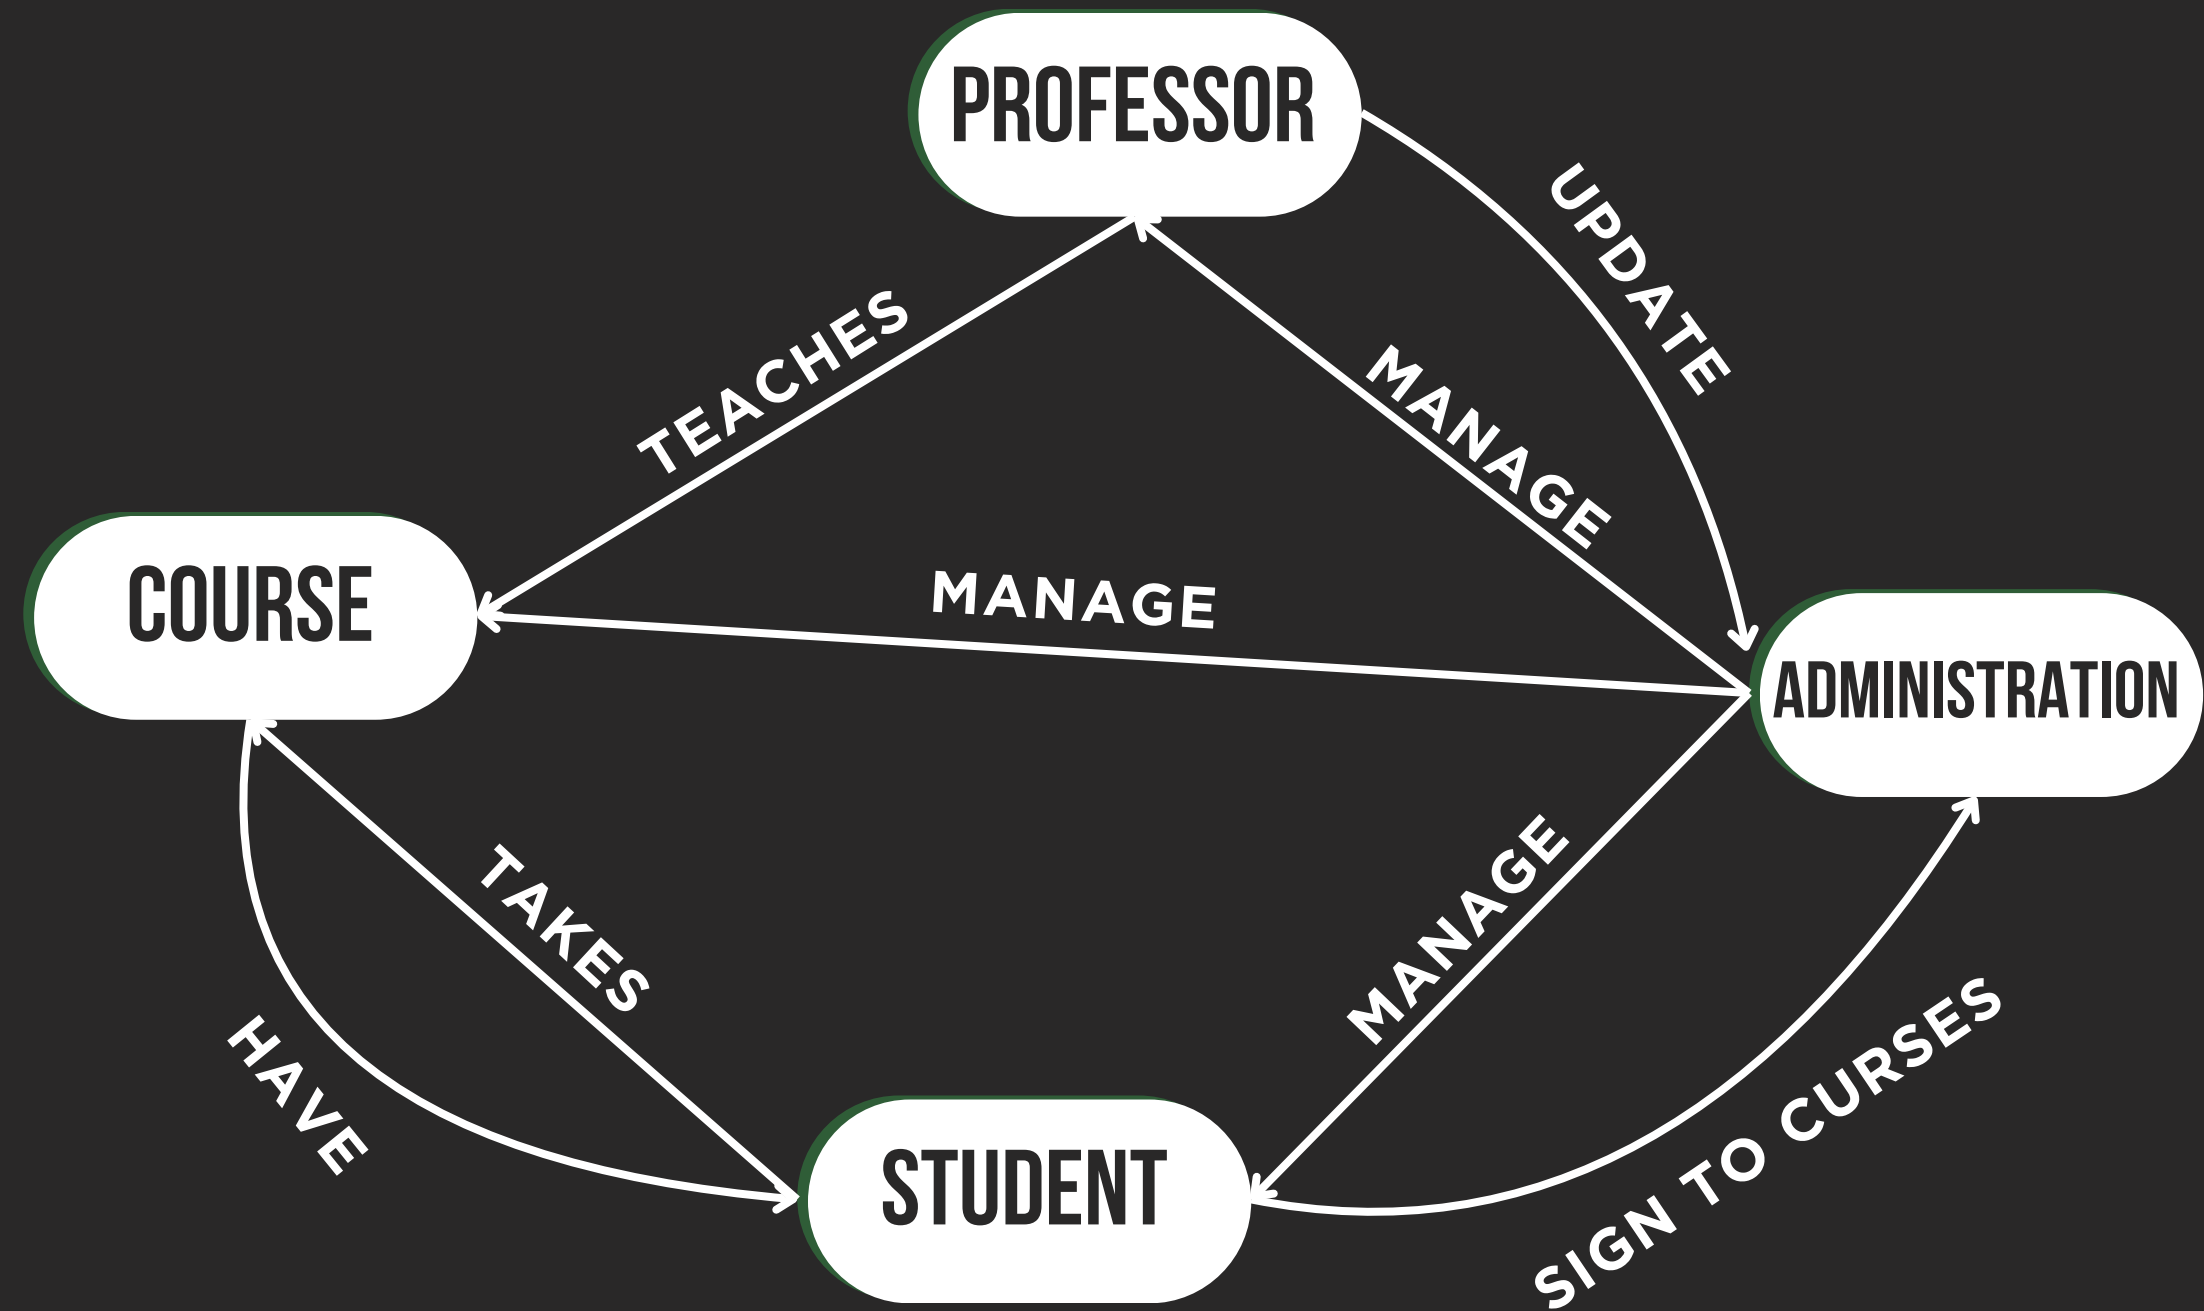 PROFESSOR
UPDATE
TEACHES
MANAGE
MANAGE
COURSE
ADMINISTRATION
TAKES
MANAGE
HAVE
SIGN TO CURSES
STUDENT